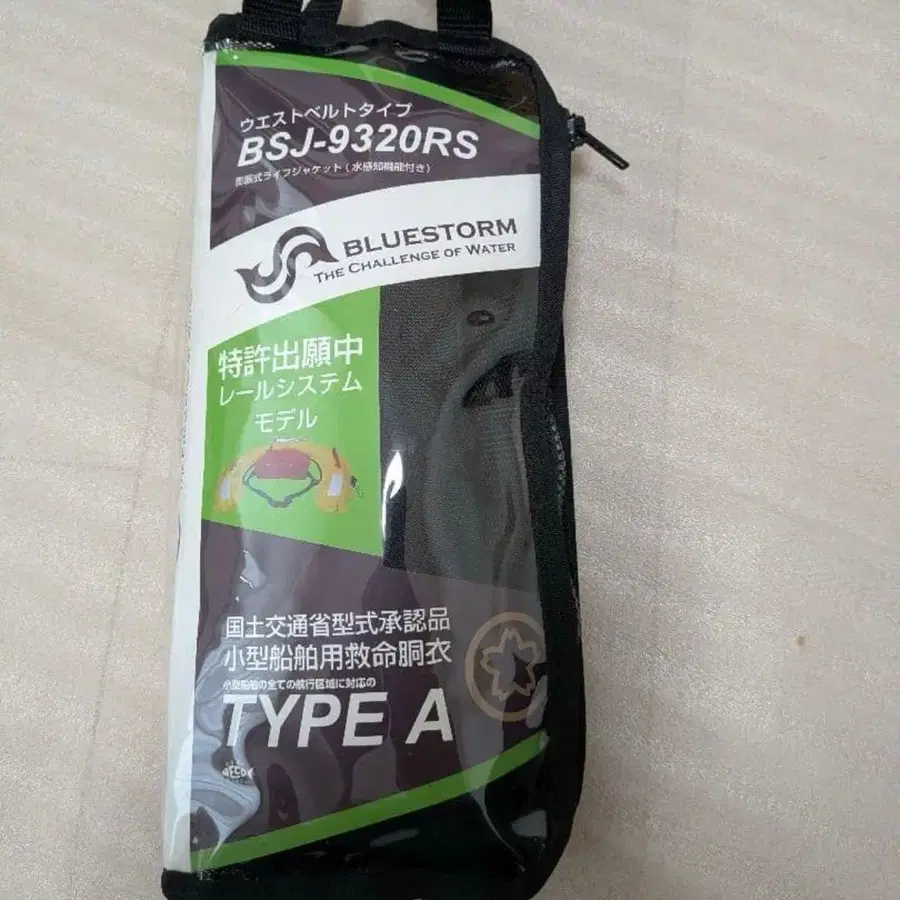 ウエストベルトタイプ
BSJ-9320RS
膨脹式ライフジャケット(水感知機能付き)
BLUESTORM
THE CHALLENGE OF WATER
特許出願中
レールシステム
モデル
国土交通省型式承認品
小型船舶用救命胴衣
小型船舶の全ての航行区域に対応の
TYPE A